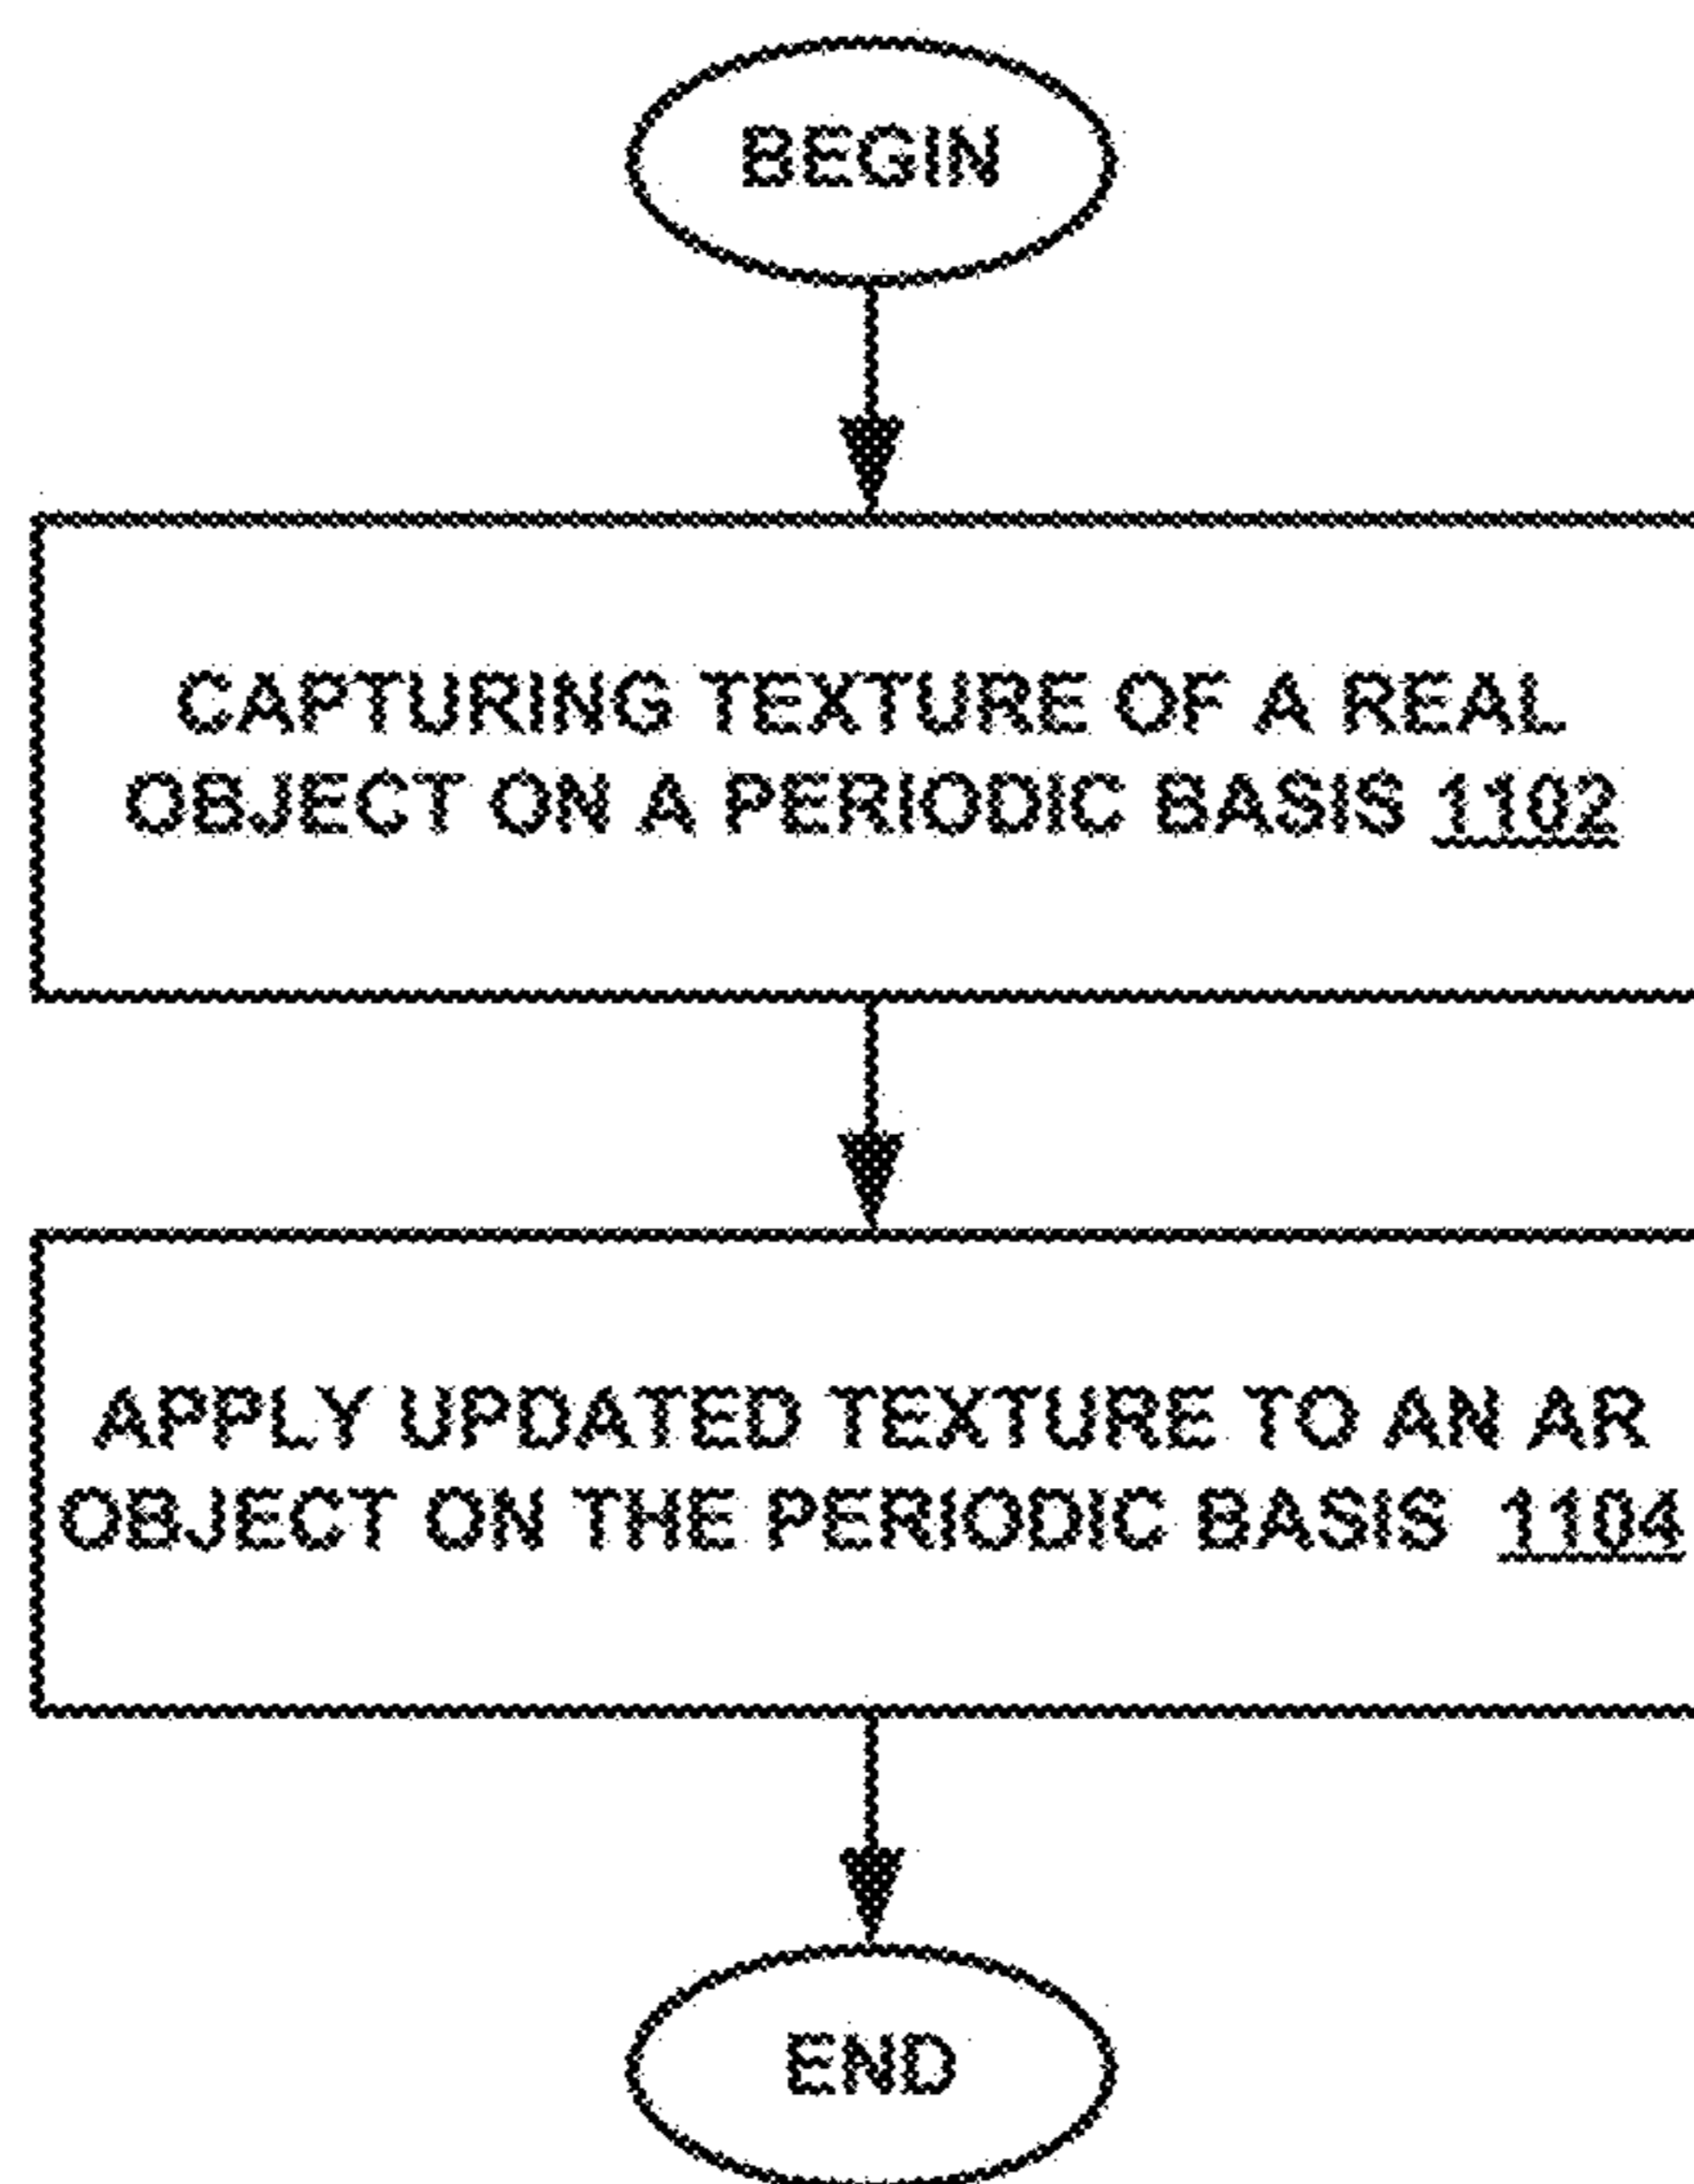 BEGIN
CAPTURING TEXTURE OF A REAL
OBJECT ON A PERIODIC BASIS 1102
APPLY UPDATED TEXTURE TO AN AR
OBJECT ON THE PERIODIC BASIS 1104
END